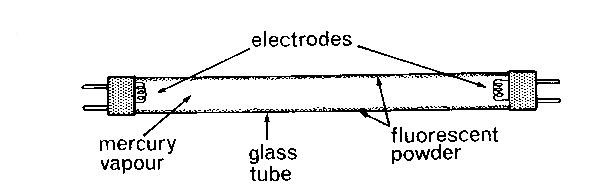 electrodes
mercury
vapour
glass
tube
fluorescent
powder